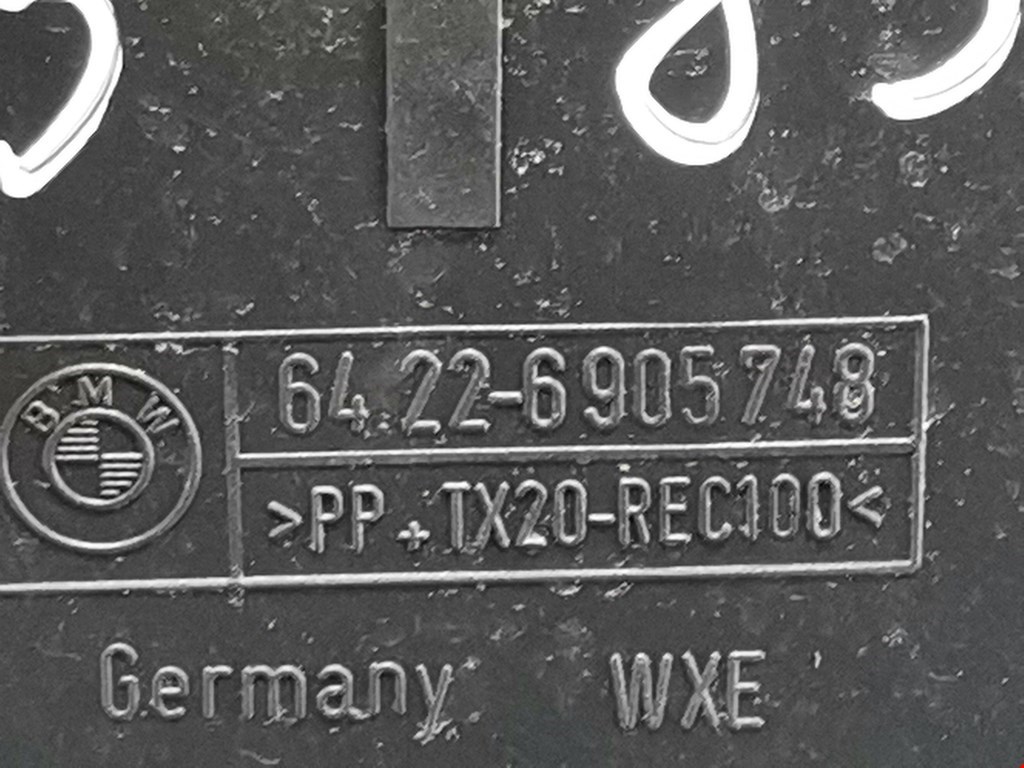 64.22-6905748
BMW
>PP+TX20-REC100<
Germany WXE